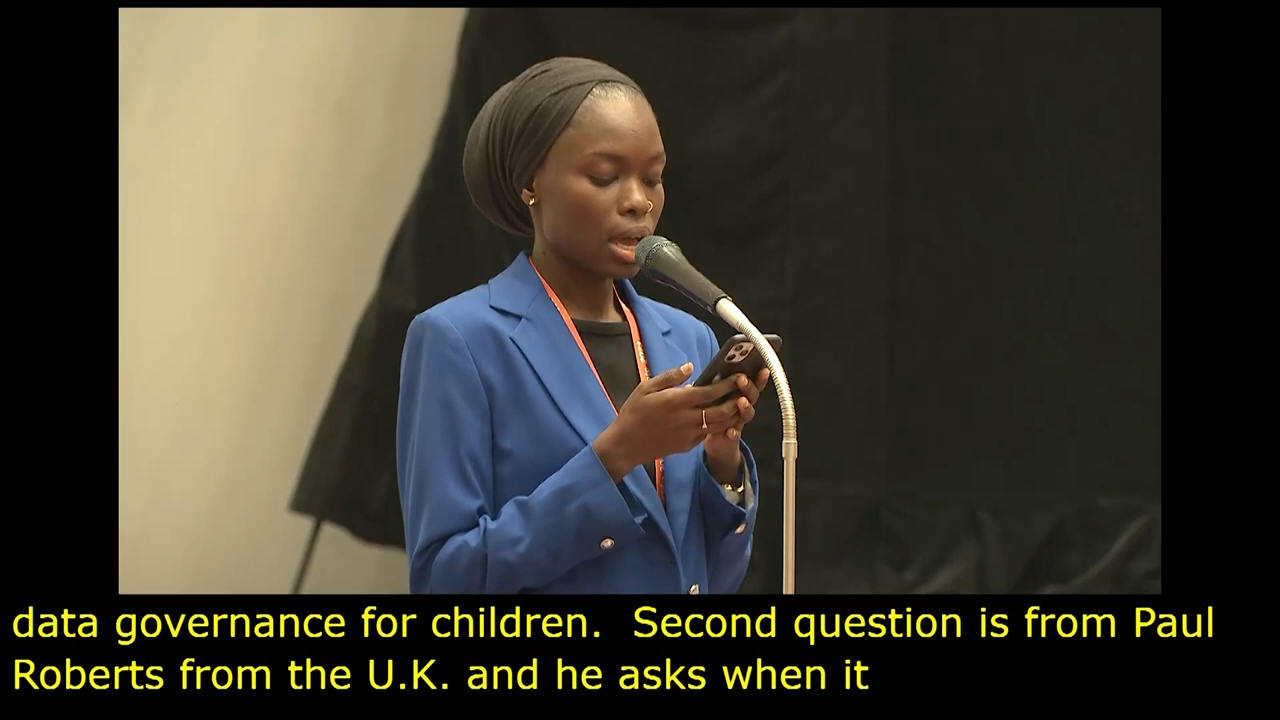 data governance for children.  Second question is from Paul
Roberts from the U.K. and he asks when it